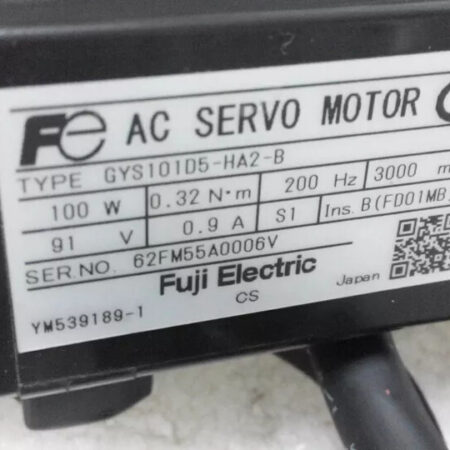 Fe AC SERVO MOTOR
TYPE GYS101D5-HA2-B
100 W 0.32 N·m 200 Hz 3000 m
91 V 0.9 A S1 Ins. B(FD01MB
SER.NO. 62FM55A0006V
Fuji Electric
CS
Japan
YM539189-1